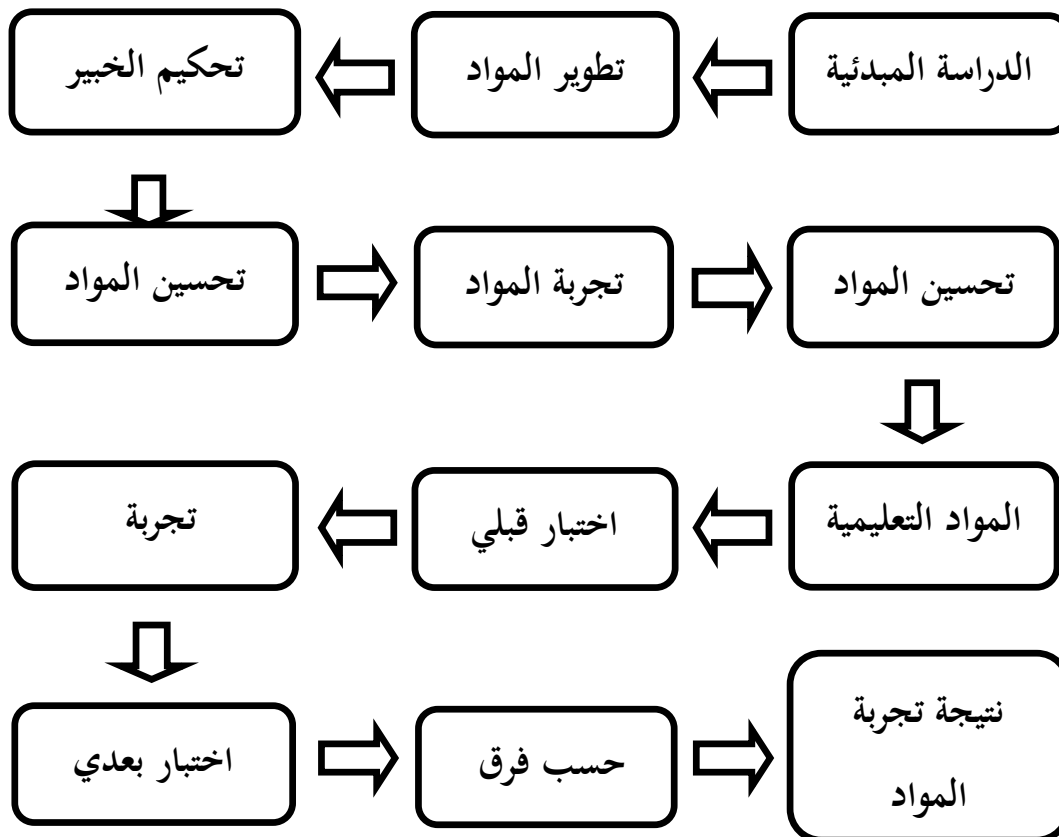 الدراسة المبدئية
تطوير المواد
تحكيم الخبير
تحسين المواد
تجربة المواد
تحسين المواد
المواد التعليمية
اختبار قبلي
تجربة
اختبار بعدي
حسب فرق
نتيجة تجربة
المواد